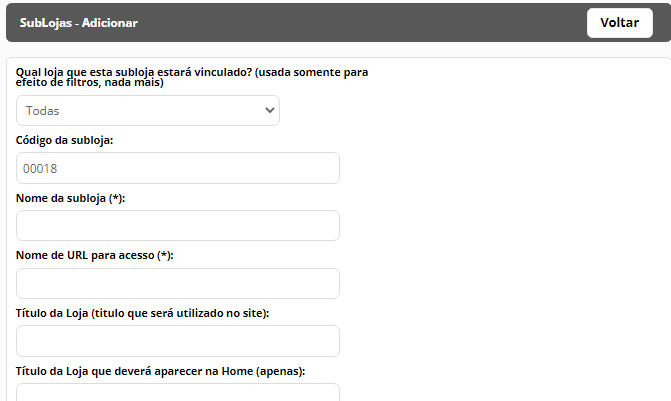 SubLojas - Adicionar
Voltar
Qual loja que esta subloja estará vinculado? (usada somente para
efeito de filtros, nada mais)
Todas
Código da subloja:
00018
Nome da subloja (*):
Nome de URL para acesso (*):
Título da Loja (titulo que será utilizado no site):
Título da Loja que deverá aparecer na Home (apenas):